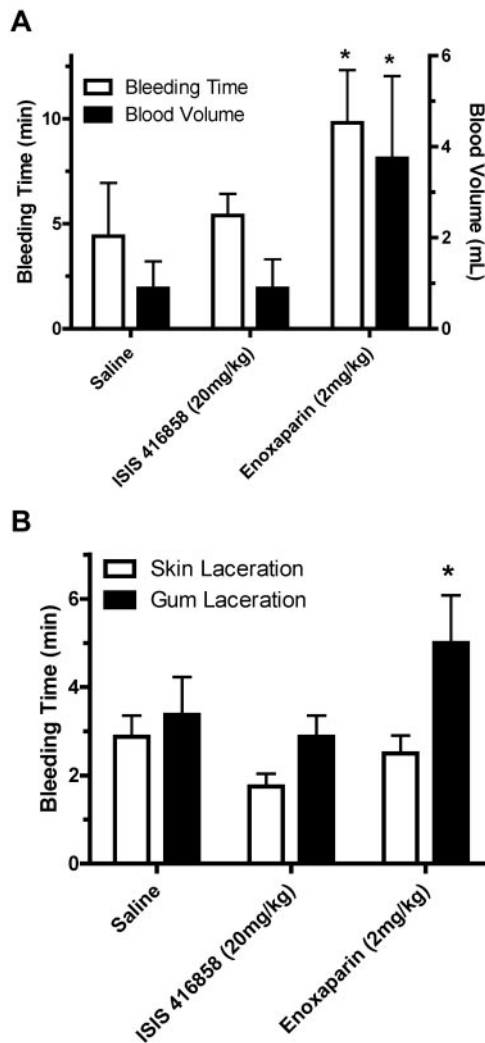 A
Bleeding Time
Blood Volume
* *
Bleeding Time (min)
10
5
0
Blood Volume (mL)
6
4
2
0
Saline
ISIS 416858 (20mg/kg)
Enoxaparin (2mg/kg)
B
Skin Laceration
Gum Laceration
*
Bleeding Time (min)
6
4
2
0
Saline
ISIS 416858 (20mg/kg)
Enoxaparin (2mg/kg)